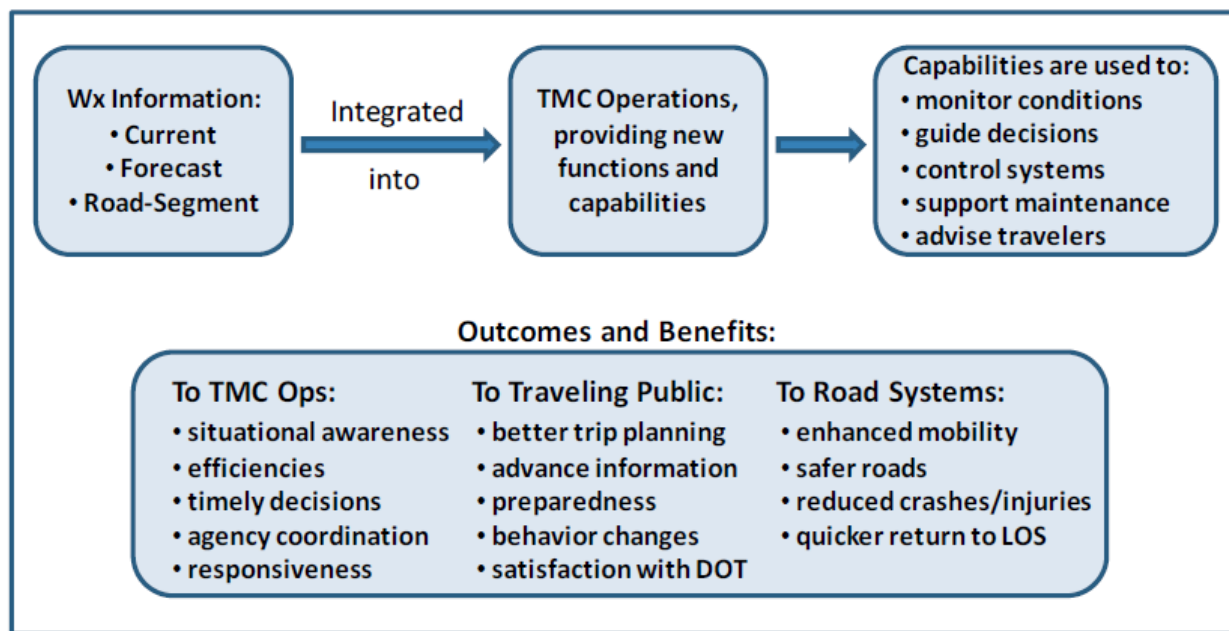 Wx Information:
• Current
• Forecast
• Road-Segment
Integrated
into
TMC Operations,
providing new
functions and
capabilities
Capabilities are used to:
• monitor conditions
• guide decisions
• control systems
• support maintenance
• advise travelers
Outcomes and Benefits:
To TMC Ops:
• situational awareness
• efficiencies
• timely decisions
• agency coordination
• responsiveness
To Traveling Public:
• better trip planning
• advance information
• preparedness
• behavior changes
• satisfaction with DOT
To Road Systems:
• enhanced mobility
• safer roads
• reduced crashes/injuries
• quicker return to LOS